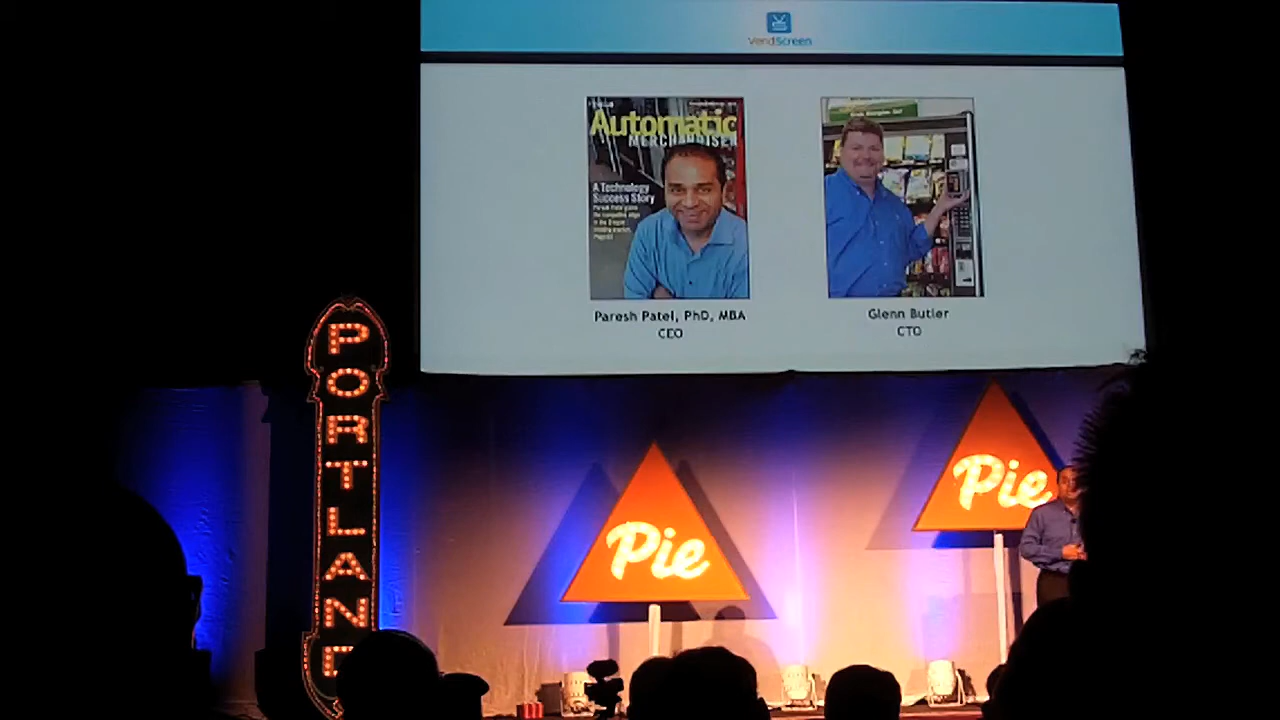 VendScreen
Automatic
MERCHANDISER
A Technology
Success Story
Paresh Patel, PhD, MBA
CEO
Glenn Butler
CTO
PORTLAND
Pie
Pie